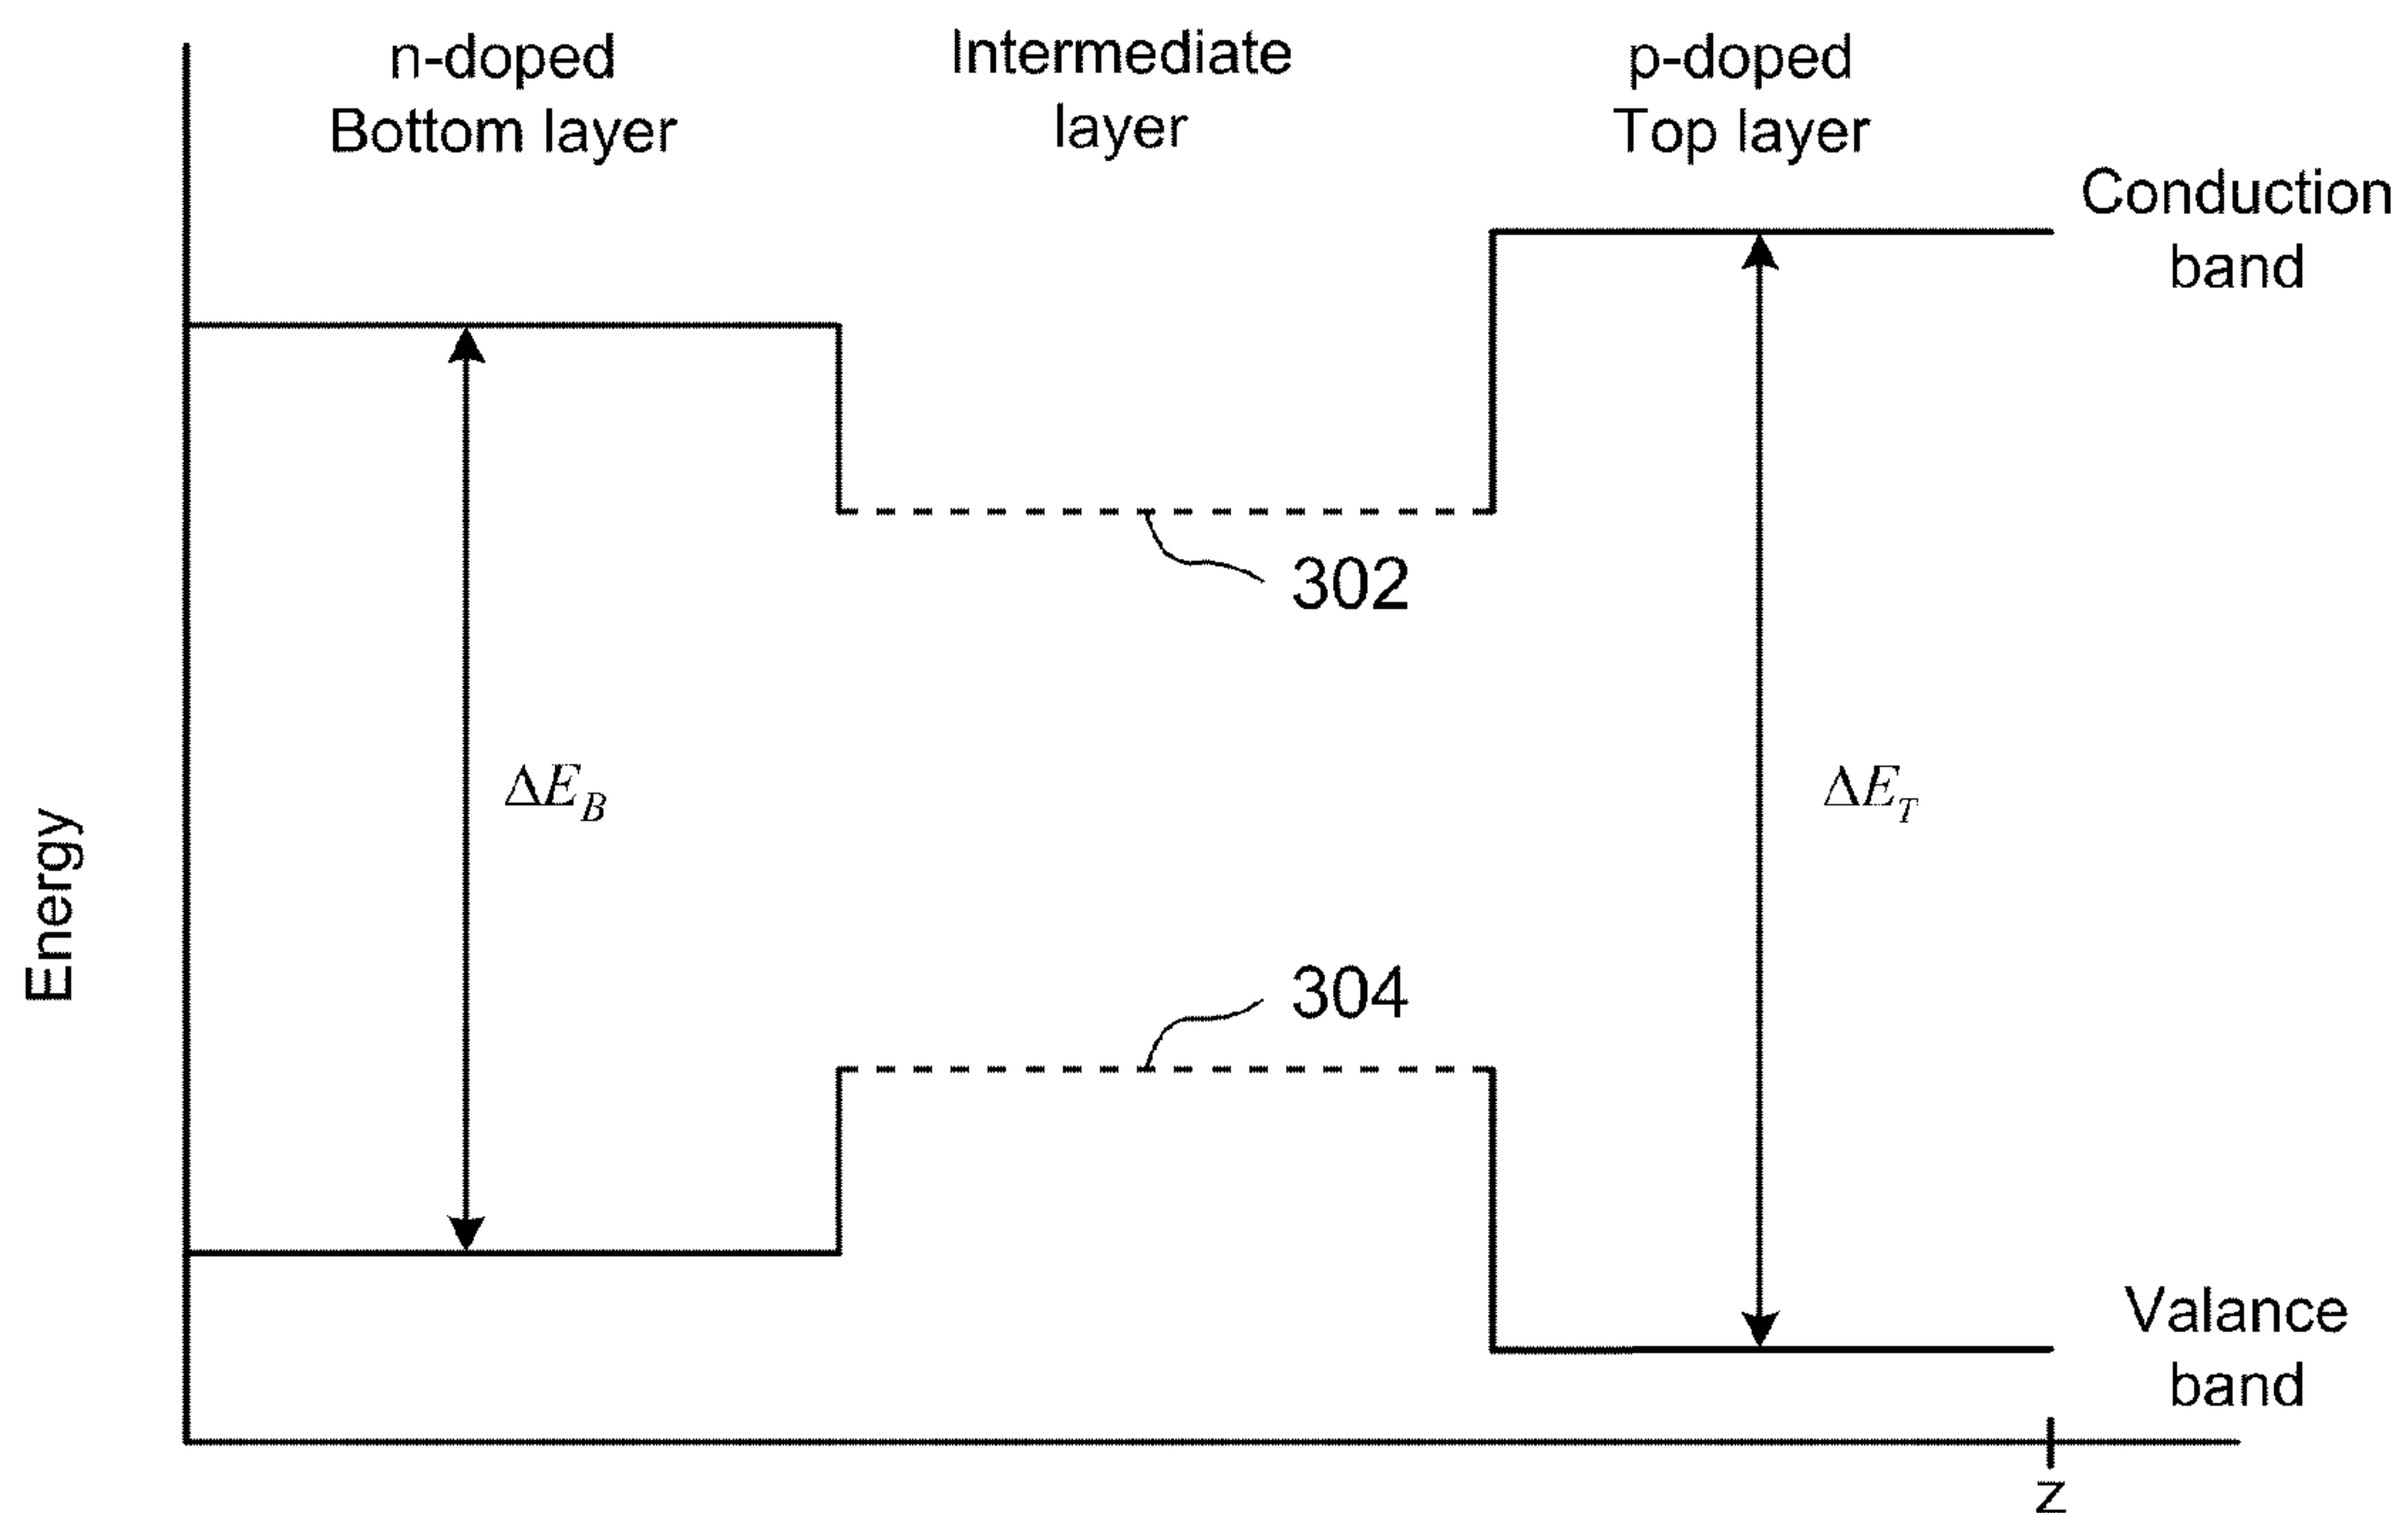 n-doped
Bottom layer
Intermediate
layer
p-doped
Top layer
Conduction
band
302
ΔE_B
ΔE_T
Energy
304
Valance
band
z